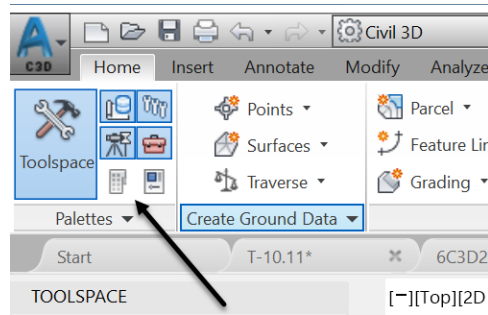 Civil 3D
C3D
Home Insert Annotate Modify Analyze
Points Parcel
Toolspace Surfaces Feature Lin
Traverse Grading
Palettes Create Ground Data
Start T-10.11* 6C3D2
TOOLSPACE [-][Top][2D